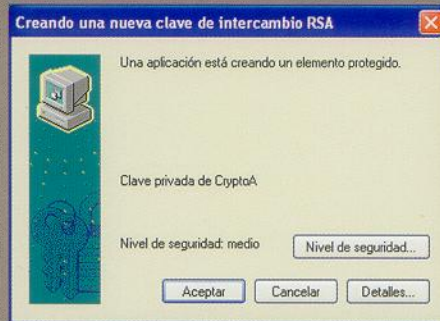 Creando una nueva clave de intercambio RSA
Una aplicación está creando un elemento protegido.
Clave privada de CryptoA
Nivel de seguridad: medio
Nivel de seguridad...
Aceptar
Cancelar
Detalles...